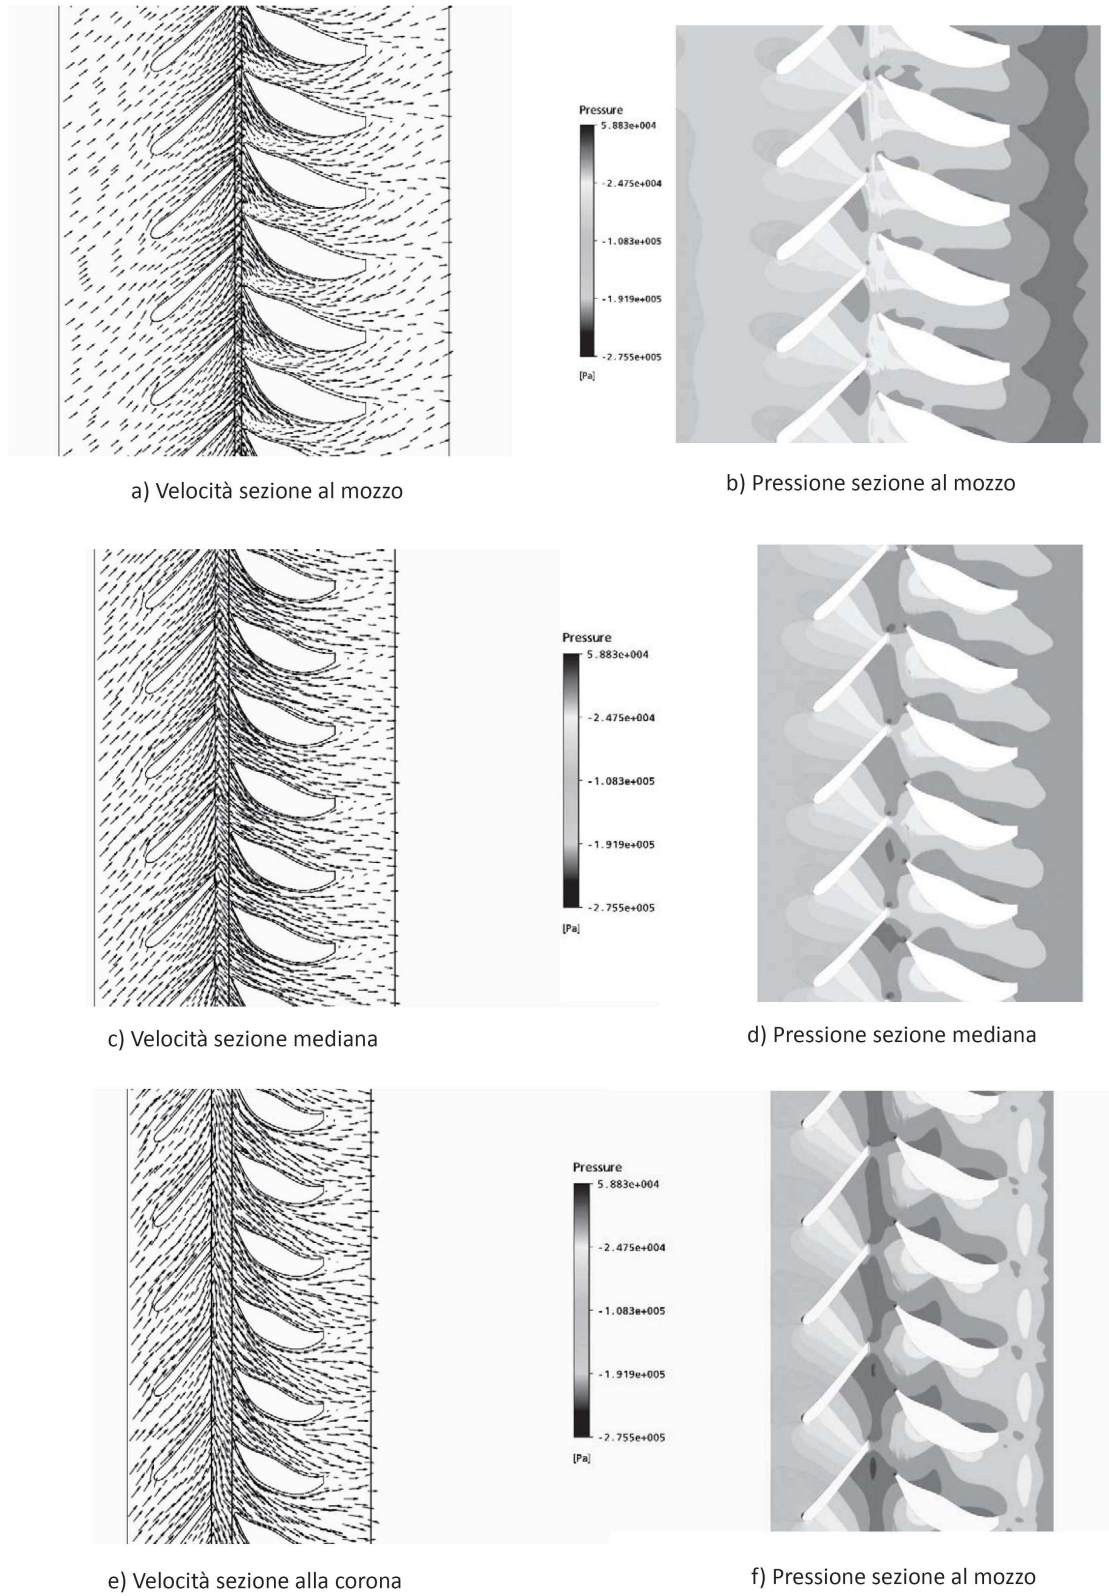 Pressure
5.883e+004
-2.475e+004
-1.083e+005
-1.919e+005
-2.755e+005
[Pa]
a) Velocità sezione al mozzo
b) Pressione sezione al mozzo
Pressure
5.883e+004
-2.475e+004
-1.083e+005
-1.919e+005
-2.755e+005
[Pa]
c) Velocità sezione mediana
d) Pressione sezione mediana
Pressure
5.883e+004
-2.475e+004
-1.083e+005
-1.919e+005
-2.755e+005
[Pa]
e) Velocità sezione alla corona
f) Pressione sezione al mozzo